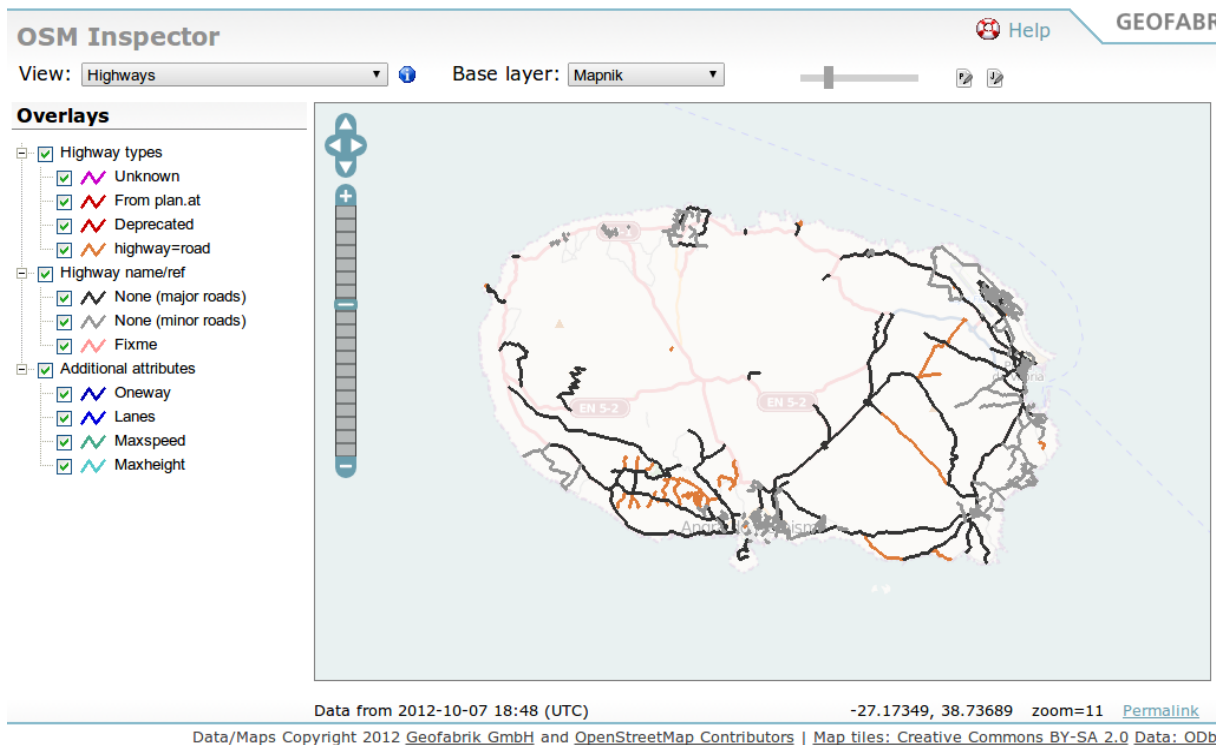 OSM Inspector
Help
GEOFABR
View: Highways
Base layer: Mapnik
Overlays
Highway types
Unknown
From plan.at
Deprecated
highway=road
Highway name/ref
None (major roads)
None (minor roads)
Fixme
Additional attributes
Oneway
Lanes
Maxspeed
Maxheight
EN 5-2
EN 5-2
Data from 2012-10-07 18:48 (UTC)
-27.17349, 38.73689 zoom=11 Permalink
Data/Maps Copyright 2012 Geofabrik GmbH and OpenStreetMap Contributors | Map tiles: Creative Commons BY-SA 2.0 Data: ODb